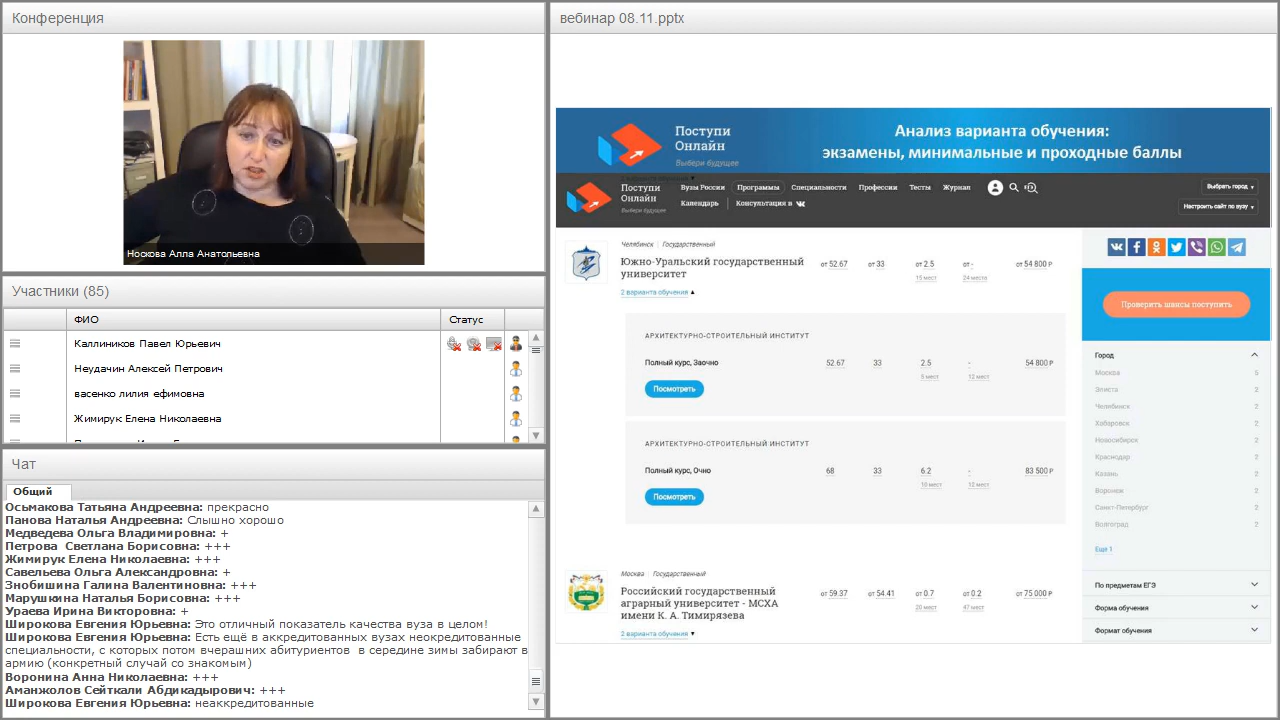 Конференция
Носкова Алла Анатольевна
Участники (85)
ФИО
Статус
Неудачин Алексей Петрович
васенко лилия ефимовна
Жимирук Елена Николаевна
Чат
Общий
Осьмакова Татьяна Андреевна: прекрасно
Панова Наталья Андреевна: Слышно хорошо
Медведева Ольга Владимировна: +
Петрова Светлана Борисовна: +++
Жимирук Елена Николаевна: +++
Савельева Ольга Александровна: +
Знобишина Галина Валентиновна: +++
Марушкина Наталья Борисовна: +++
Ураева Ирина Викторовна: +
Широкова Евгения Юрьевна: Это отличный показатель качества вуза в целом!
Широкова Евгения Юрьевна: Есть ещё в аккредитованных вузах неаккредитованные
специальности, с которых потом бедненьких абитуриентов в середине зимы забирают в
армию (конкретный случай со знакомым)
Воронина Анна Николаевна: +++
Аманжолов Сейткали Абдикадырович: +++
Широкова Евгения Юрьевна: неаккредитованные
вебинар 08.11.pptx
Поступи
Онлайн
Выбери будущее
Анализ варианта обучения:
экзамены, минимальные и проходные баллы
Поступи
Онлайн
Выбери будущее
Вузы России Программы Специальности Профессии Тесты Журнал
Календарь Консультация в
Выбрать город
Настроить сайт по вузу
Челябинск Государственный
Южно-Уральский государственный
университет
2 варианта обучения
от 52.67 от 33 от 2.5 от - от 54 800 Р
15 мест 24 места
АРХИТЕКТУРНО-СТРОИТЕЛЬНЫЙ ИНСТИТУТ
Полный курс, Заочно 52.67 33 2.5 - 54 800 Р
5 мест 12 мест
Посмотреть
АРХИТЕКТУРНО-СТРОИТЕЛЬНЫЙ ИНСТИТУТ
Полный курс, Очно 68 33 6.2 - 83 500 Р
10 мест 12 мест
Посмотреть
Москва Государственный
Российский государственный
аграрный университет - МСХА
имени К. А. Тимирязева
2 варианта обучения
от 59.37 от 54.41 от 0.7 от 0.2 от 75 000 Р
20 мест 47 мест
Проверить шансы поступить
Город
Москва 5
Элиста 2
Челябинск 2
Хабаровск 2
Новосибирск 2
Краснодар 2
Казань 2
Воронеж 2
Санкт-Петербург 2
Волгоград 2
Еще 1
По предметам ЕГЭ
Форма обучения
Формат обучения